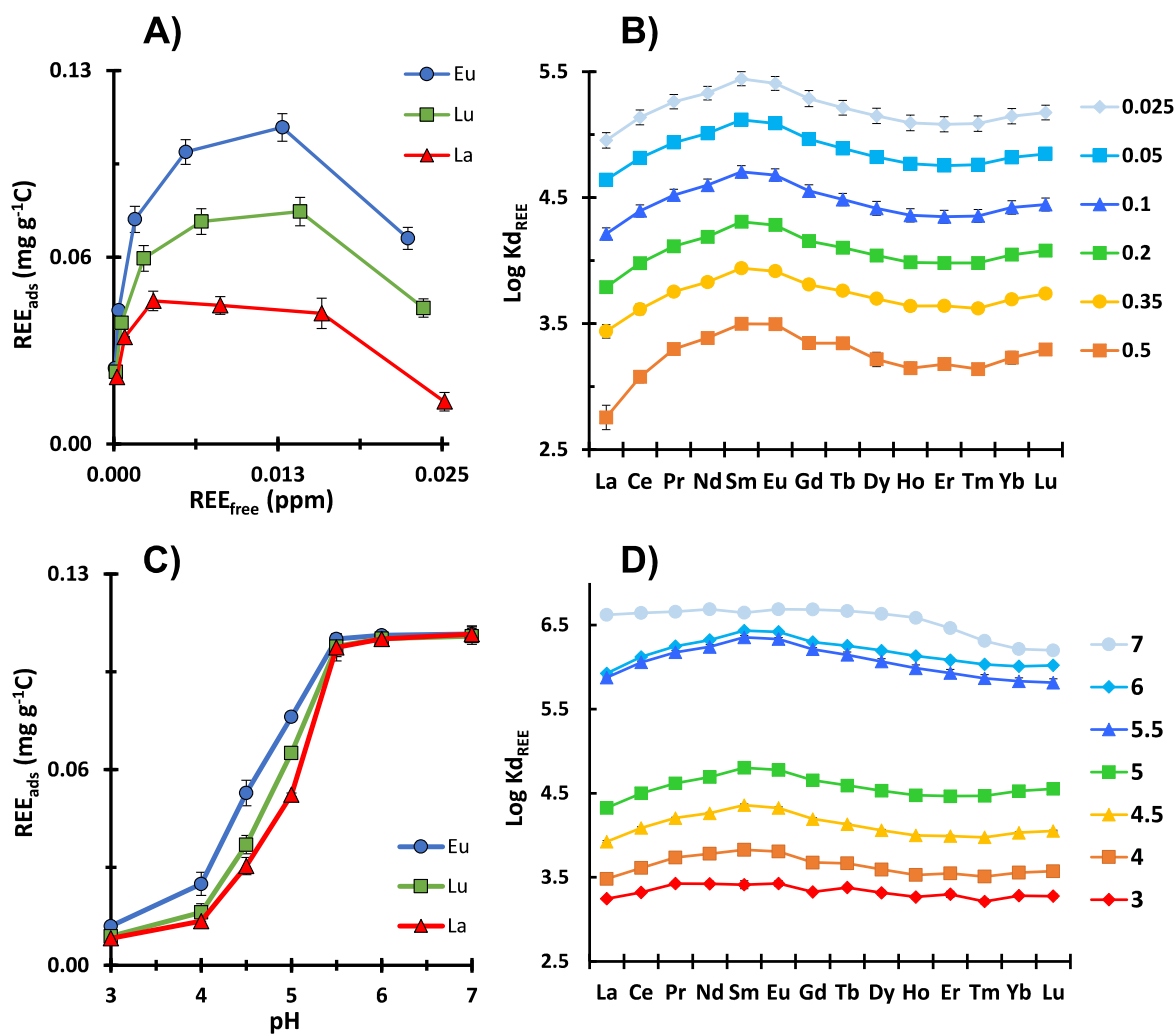 A)
0.13
0.06
0.00
REEads (mg g-1C)
0.000
0.013
0.025
REEfree (ppm)
Eu
Lu
La
B)
5.5
4.5
3.5
2.5
Log KdREE
La Ce Pr Nd Sm Eu Gd Tb Dy Ho Er Tm Yb Lu
0.025
0.05
0.1
0.2
0.35
0.5
C)
0.13
0.06
0.00
REEads (mg g-1C)
3 4 5 6 7
pH
Eu
Lu
La
D)
6.5
5.5
4.5
3.5
2.5
Log KdREE
La Ce Pr Nd Sm Eu Gd Tb Dy Ho Er Tm Yb Lu
7
6
5.5
5
4.5
4
3